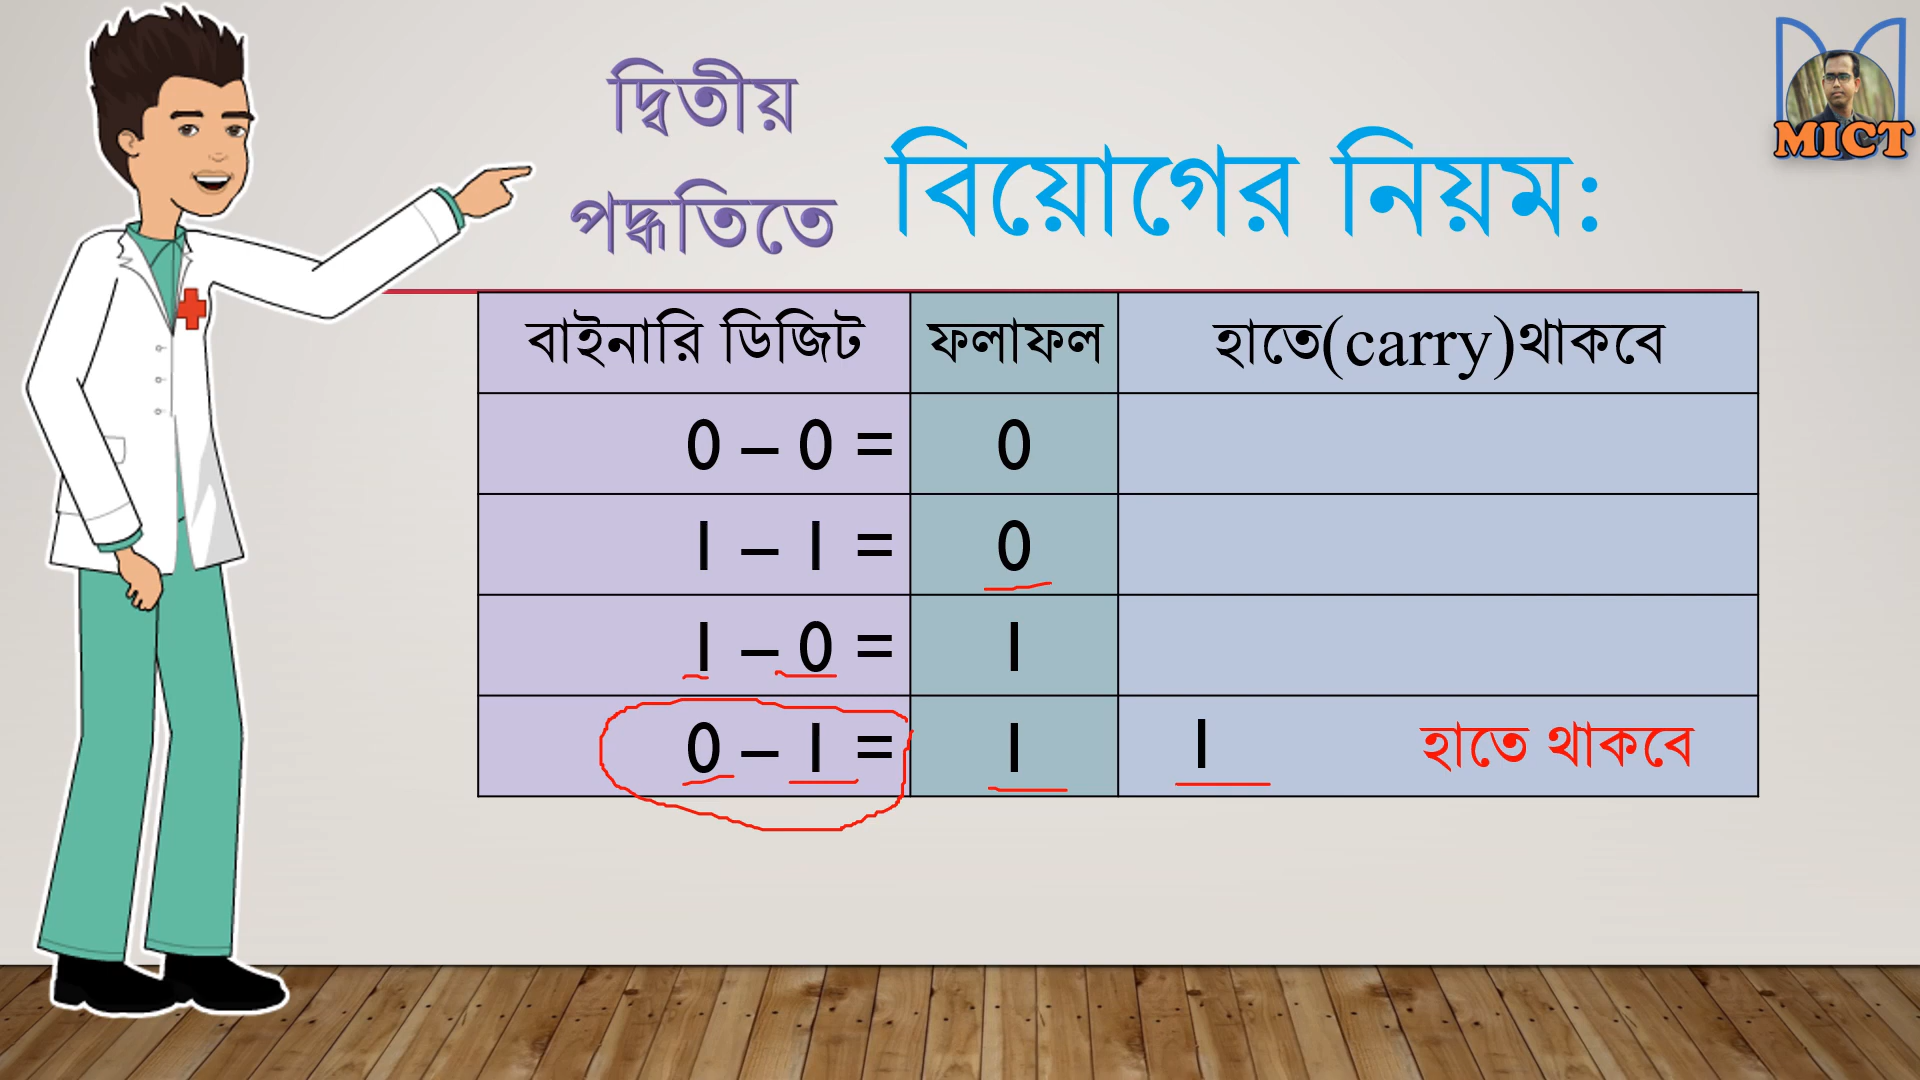 দ্বিতীয়
পদ্ধতিতে
বিয়োগের নিয়ম:
MICT
বাইনারি ডিজিট ফলাফল হাতে(carry)থাকবে
0 – 0 = 0
1 – 1 = 0
1 – 0 = 1
0 – 1 = 1 1 হাতে থাকবে